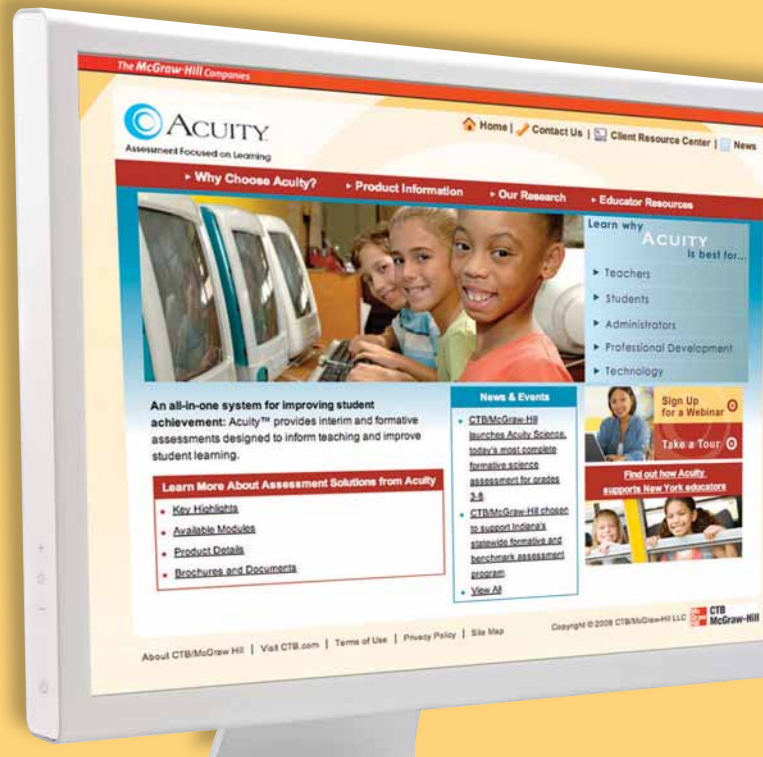 The McGraw-Hill Companies
ACUITY™
Assessment Focused on Learning
Home | Contact Us | Client Resource Center | News
Why Choose Acuity?
Product Information
Our Research
Educator Resources
Learn why
ACUITY
is best for...
Teachers
Students
Administrators
Professional Development
Technology
An all-in-one system for improving student
achievement: Acuity™ provides interim and formative
assessments designed to inform teaching and improve
student learning.
Learn More About Assessment Solutions from Acuity
• Key Highlights
• Available Modules
• Product Details
• Brochures and Documents
News & Events
• CTB/McGraw-Hill
launches Acuity Science,
today's most complete
formative science
assessment for grades
3-8.
• CTB/McGraw-Hill chosen
to support Indiana's
statewide formative and
benchmark assessment
program.
• View All
Sign Up
for a Webinar
Take a Tour
Find out how Acuity
supports New York educators
About CTB/McGraw Hill | Visit CTB.com | Terms of Use | Privacy Policy | Site Map
Copyright © 2008 CTB/McGraw-Hill LLC
CTB
McGraw-Hill